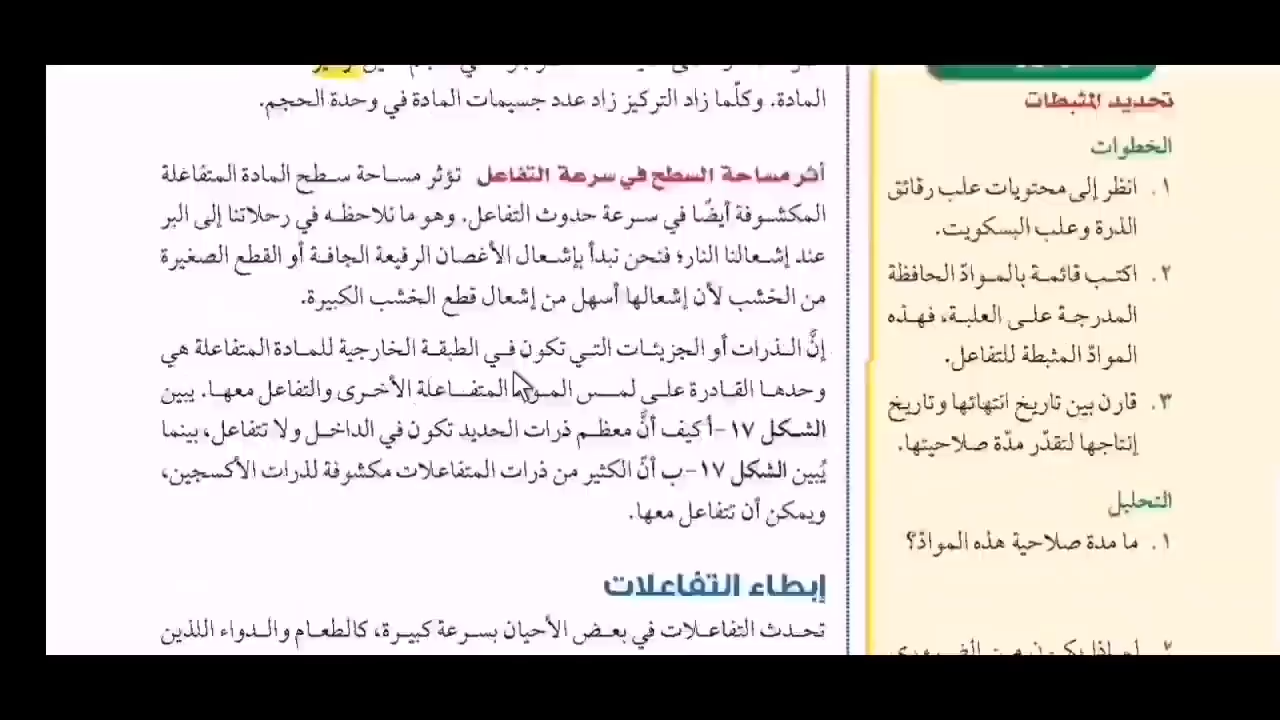 المادة. وكلّما زاد التركيز زاد عدد جسيمات المادة في وحدة الحجم.
أثر مساحة السطح في سرعة التفاعل تؤثر مساحة سطح المادة المتفاعلة
المكشوفة أيضًا في سرعة حدوث التفاعل. وهو ما نلاحظه في رحلاتنا إلى البر
عند إشعالنا النار؛ فنحن نبدأ بإشعال الأغصان الرفيعة الجافة أو القطع الصغيرة
من الخشب لأن إشعالها أسهل من إشعال قطع الخشب الكبيرة.
إنَّ الذرات أو الجزيئات التي تكون في الطبقة الخارجية للمادة المتفاعلة هي
وحدها القادرة على لمس المتفاعلة الأخرى والتفاعل معها. يبين
الشكل ١٧-أ كيف أنَّ معظم ذرات الحديد تكون في الداخل ولا تتفاعل، بينما
يُبين الشكل ١٧-ب أنّ الكثير من ذرات المتفاعلات مكشوفة لذرات الأكسجين،
ويمكن أن تتفاعل معها.
إبطاء التفاعلات
تحدث التفاعلات في بعض الأحيان بسرعة كبيرة، كالطعام والدواء اللذين
تحديد المثبطات
الخطوات
١. انظر إلى محتويات علب رقائق
الذرة وعلب البسكويت.
٢. اكتب قائمة بالموادّ الحافظة
المدرجة على العلبة، فهذه
الموادّ المثبطة للتفاعل.
٣. قارن بين تاريخ انتهائها وتاريخ
إنتاجها لتقدّر مدّة صلاحيتها.
التحليل
١. ما مدة صلاحية هذه الموادّ؟